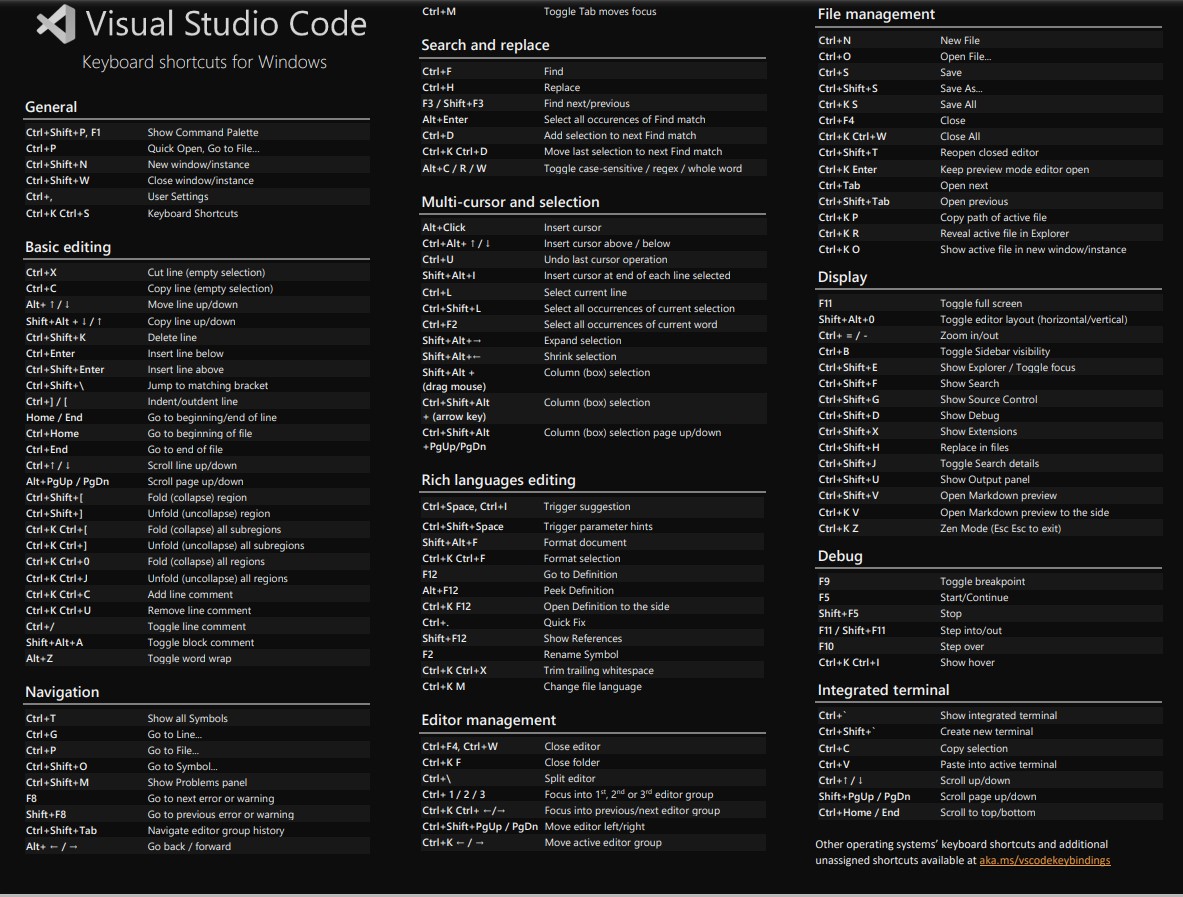 Visual Studio Code
Keyboard shortcuts for Windows
General
Ctrl+Shift+P, F1 Show Command Palette
Ctrl+P Quick Open, Go to File…
Ctrl+Shift+N New window/instance
Ctrl+Shift+W Close window/instance
Ctrl+, User Settings
Ctrl+K Ctrl+S Keyboard Shortcuts
Basic editing
Ctrl+X Cut line (empty selection)
Ctrl+C Copy line (empty selection)
Alt+ ↑ / ↓ Move line up/down
Shift+Alt + ↓ / ↑ Copy line up/down
Ctrl+Shift+K Delete line
Ctrl+Enter Insert line below
Ctrl+Shift+Enter Insert line above
Ctrl+Shift+\ Jump to matching bracket
Ctrl+] / [ Indent/outdent line
Home / End Go to beginning/end of line
Ctrl+Home Go to beginning of file
Ctrl+End Go to end of file
Ctrl+↑ / ↓ Scroll line up/down
Alt+PgUp / PgDn Scroll page up/down
Ctrl+Shift+[ Fold (collapse) region
Ctrl+Shift+] Unfold (uncollapse) region
Ctrl+K Ctrl+[ Fold (collapse) all subregions
Ctrl+K Ctrl+] Unfold (uncollapse) all subregions
Ctrl+K Ctrl+0 Fold (collapse) all regions
Ctrl+K Ctrl+J Unfold (uncollapse) all regions
Ctrl+K Ctrl+C Add line comment
Ctrl+K Ctrl+U Remove line comment
Ctrl+/ Toggle line comment
Shift+Alt+A Toggle block comment
Alt+Z Toggle word wrap
Navigation
Ctrl+T Show all Symbols
Ctrl+G Go to Line...
Ctrl+P Go to File...
Ctrl+Shift+O Go to Symbol...
Ctrl+Shift+M Show Problems panel
F8 Go to next error or warning
Shift+F8 Go to previous error or warning
Ctrl+Shift+Tab Navigate editor group history
Alt+ ← / → Go back / forward
Ctrl+M Toggle Tab moves focus
Search and replace
Ctrl+F Find
Ctrl+H Replace
F3 / Shift+F3 Find next/previous
Alt+Enter Select all occurences of Find match
Ctrl+D Add selection to next Find match
Ctrl+K Ctrl+D Move last selection to next Find match
Alt+C / R / W Toggle case-sensitive / regex / whole word
Multi-cursor and selection
Alt+Click Insert cursor
Ctrl+Alt+ ↑ / ↓ Insert cursor above / below
Ctrl+U Undo last cursor operation
Shift+Alt+I Insert cursor at end of each line selected
Ctrl+L Select current line
Ctrl+Shift+L Select all occurrences of current selection
Ctrl+F2 Select all occurrences of current word
Shift+Alt+→ Expand selection
Shift+Alt+← Shrink selection
Shift+Alt + Column (box) selection
(drag mouse)
Ctrl+Shift+Alt Column (box) selection
+ (arrow key)
Ctrl+Shift+Alt Column (box) selection page up/down
+PgUp/PgDn
Rich languages editing
Ctrl+Space, Ctrl+I Trigger suggestion
Ctrl+Shift+Space Trigger parameter hints
Shift+Alt+F Format document
Ctrl+K Ctrl+F Format selection
F12 Go to Definition
Alt+F12 Peek Definition
Ctrl+K F12 Open Definition to the side
Ctrl+. Quick Fix
Shift+F12 Show References
F2 Rename Symbol
Ctrl+K Ctrl+X Trim trailing whitespace
Ctrl+K M Change file language
Editor management
Ctrl+F4, Ctrl+W Close editor
Ctrl+K F Close folder
Ctrl+\ Split editor
Ctrl+ 1 / 2 / 3 Focus into 1st, 2nd or 3rd editor group
Ctrl+K Ctrl+ ←/→ Focus into previous/next editor group
Ctrl+Shift+PgUp / PgDn Move editor left/right
Ctrl+K ← / → Move active editor group
File management
Ctrl+N New File
Ctrl+O Open File...
Ctrl+S Save
Ctrl+Shift+S Save As...
Ctrl+K S Save All
Ctrl+F4 Close
Ctrl+K Ctrl+W Close All
Ctrl+Shift+T Reopen closed editor
Ctrl+K Enter Keep preview mode editor open
Ctrl+Tab Open next
Ctrl+Shift+Tab Open previous
Ctrl+K P Copy path of active file
Ctrl+K R Reveal active file in Explorer
Ctrl+K O Show active file in new window/instance
Display
F11 Toggle full screen
Shift+Alt+0 Toggle editor layout (horizontal/vertical)
Ctrl+ = / - Zoom in/out
Ctrl+B Toggle Sidebar visibility
Ctrl+Shift+E Show Explorer / Toggle focus
Ctrl+Shift+F Show Search
Ctrl+Shift+G Show Source Control
Ctrl+Shift+D Show Debug
Ctrl+Shift+X Show Extensions
Ctrl+Shift+H Replace in files
Ctrl+Shift+J Toggle Search details
Ctrl+Shift+U Show Output panel
Ctrl+Shift+V Open Markdown preview
Ctrl+K V Open Markdown preview to the side
Ctrl+K Z Zen Mode (Esc Esc to exit)
Debug
F9 Toggle breakpoint
F5 Start/Continue
Shift+F5 Stop
F11 / Shift+F11 Step into/out
F10 Step over
Ctrl+K Ctrl+I Show hover
Integrated terminal
Ctrl+` Show integrated terminal
Ctrl+Shift+` Create new terminal
Ctrl+C Copy selection
Ctrl+V Paste into active terminal
Ctrl+↑ / ↓ Scroll up/down
Shift+PgUp / PgDn Scroll page up/down
Ctrl+Home / End Scroll to top/bottom
Other operating systems' keyboard shortcuts and additional
unassigned shortcuts available at aka.ms/vscodekeybindings